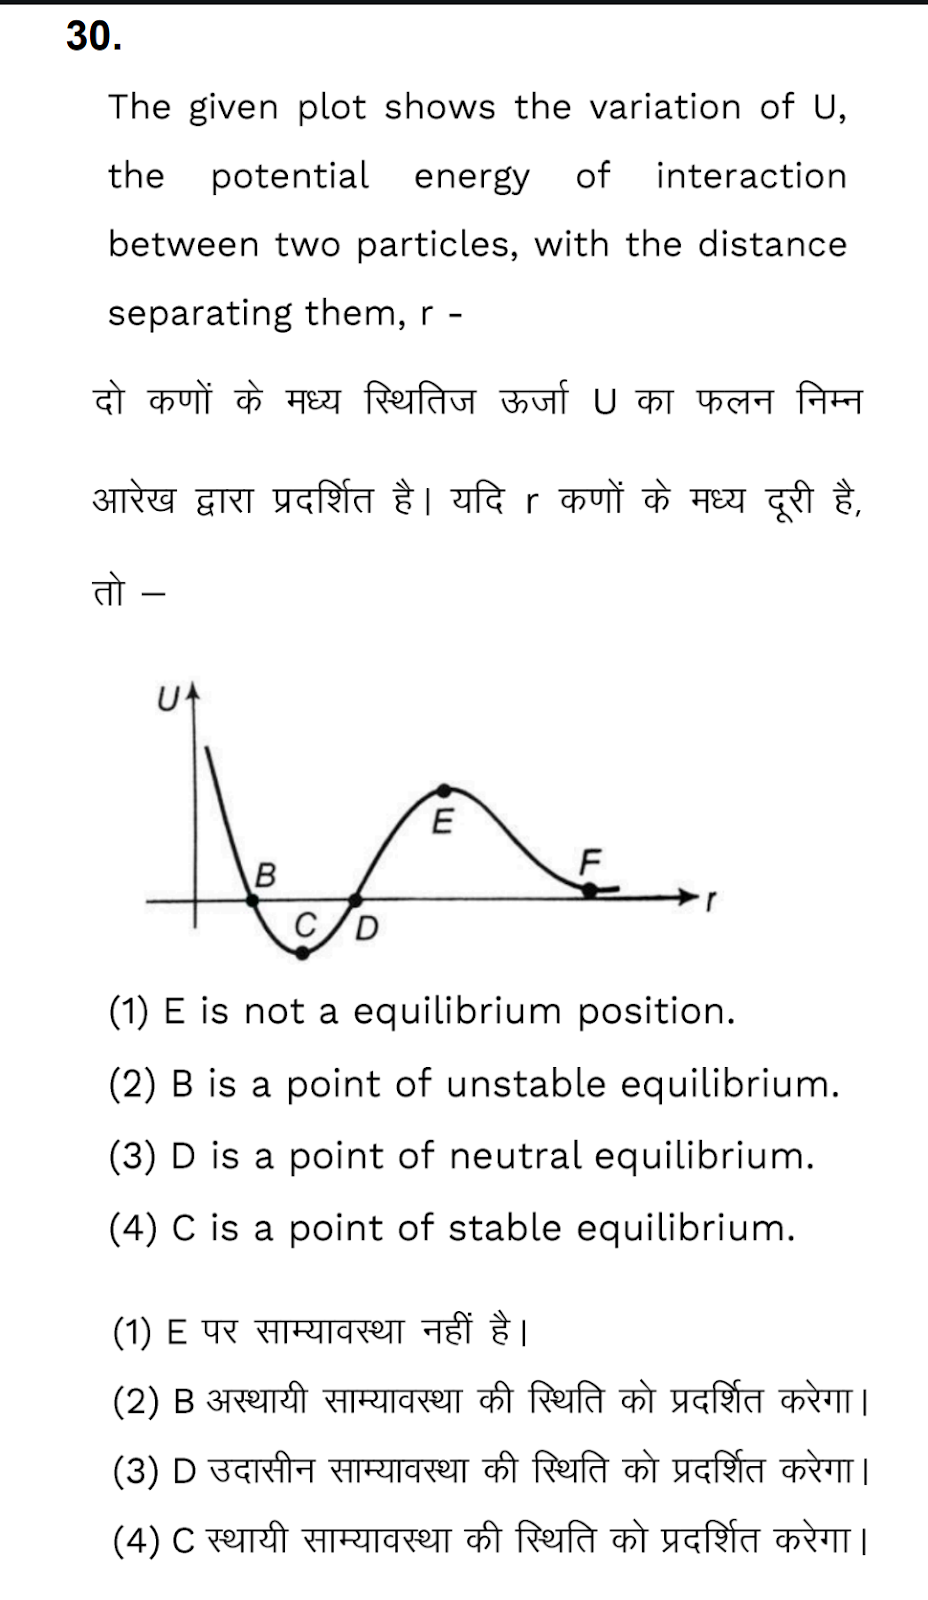 30.
The given plot shows the variation of U,
the potential energy of interaction
between two particles, with the distance
separating them, r -
दो कणों के मध्य स्थितिज ऊर्जा U का फलन निम्न
आरेख द्वारा प्रदर्शित है। यदि r कणों के मध्य दूरी है,
तो –
U
E
B
F
r
C
D
(1) E is not a equilibrium position.
(2) B is a point of unstable equilibrium.
(3) D is a point of neutral equilibrium.
(4) C is a point of stable equilibrium.
(1) E पर साम्यावस्था नहीं है।
(2) B अस्थायी साम्यावस्था की स्थिति को प्रदर्शित करेगा।
(3) D उदासीन साम्यावस्था की स्थिति को प्रदर्शित करेगा।
(4) C स्थायी साम्यावस्था की स्थिति को प्रदर्शित करेगा।